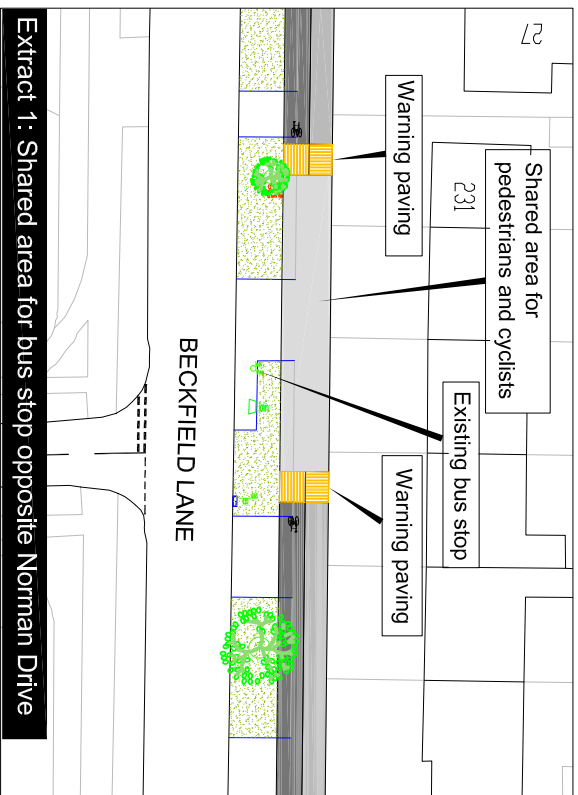 27
Warning paving
Shared area for
pedestrians and cyclists
231
Existing bus stop
Warning paving
BECKFIELD LANE
Extract 1: Shared area for bus stop opposite Norman Drive